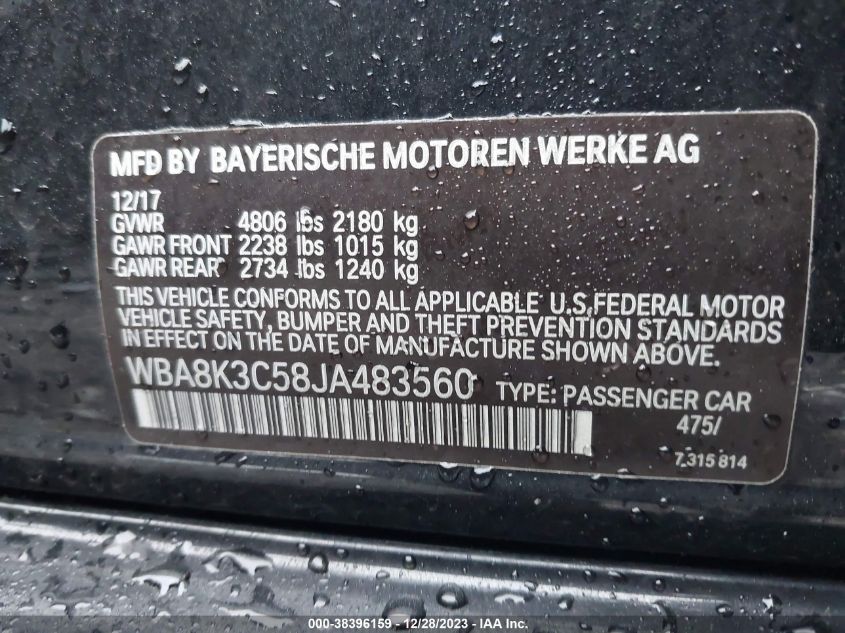 MFD BY BAYERISCHE MOTOREN WERKE AG
12/17
GVWR 4806 lbs 2180 kg
GAWR FRONT 2238 lbs 1015 kg
GAWR REAR 2734 lbs 1240 kg
THIS VEHICLE CONFORMS TO ALL APPLICABLE U.S.FEDERAL MOTOR
VEHICLE SAFETY, BUMPER AND THEFT PREVENTION STANDARDS
IN EFFECT ON THE DATE OF MANUFACTURE SHOWN ABOVE.
WBA8K3C58JA483560 TYPE: PASSENGER CAR
475/
7 315 814
000-38396159 — 12/28/2023 — IAA Inc.